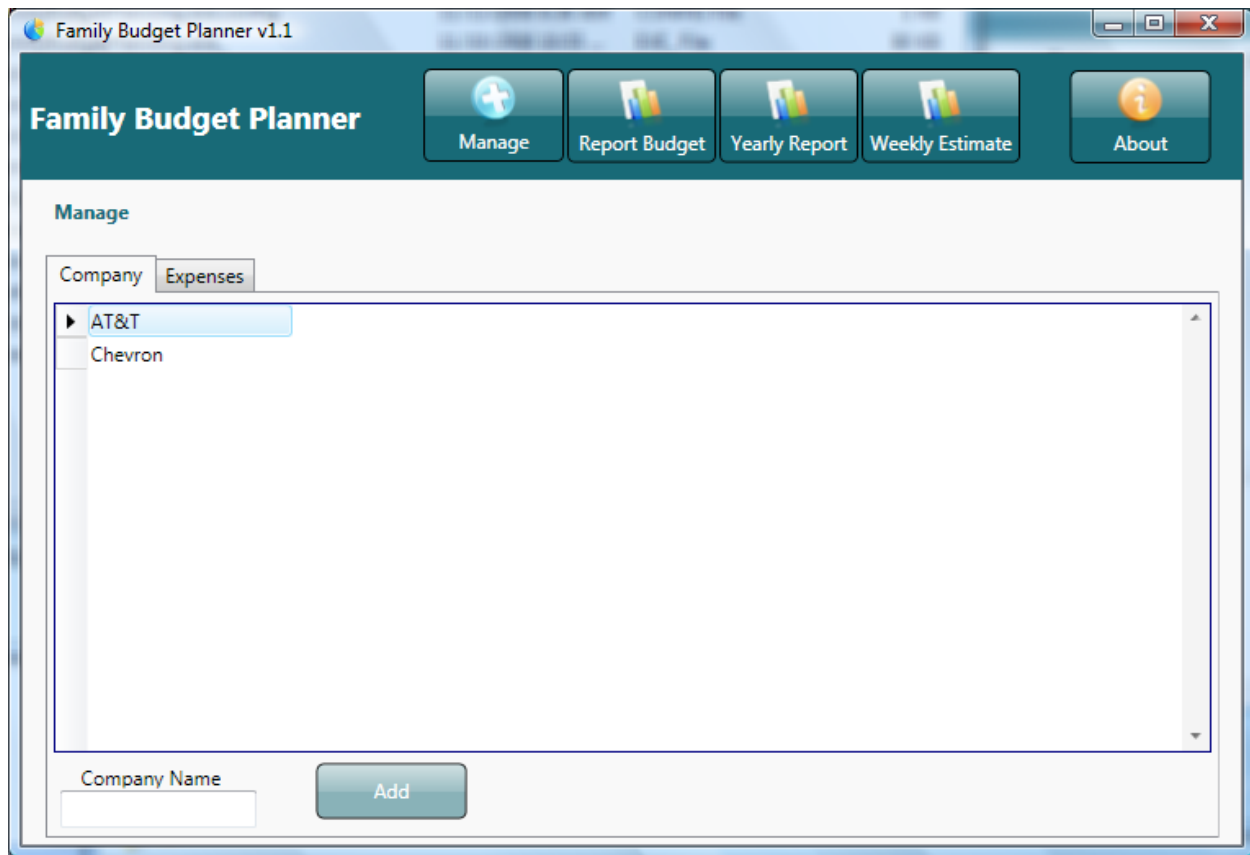 Family Budget Planner v1.1
Family Budget Planner
Manage
Report Budget
Yearly Report
Weekly Estimate
About
Manage
Company
Expenses
AT&T
Chevron
Company Name
Add